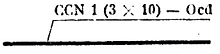 CCN 1 (3 × 10) — Ocd